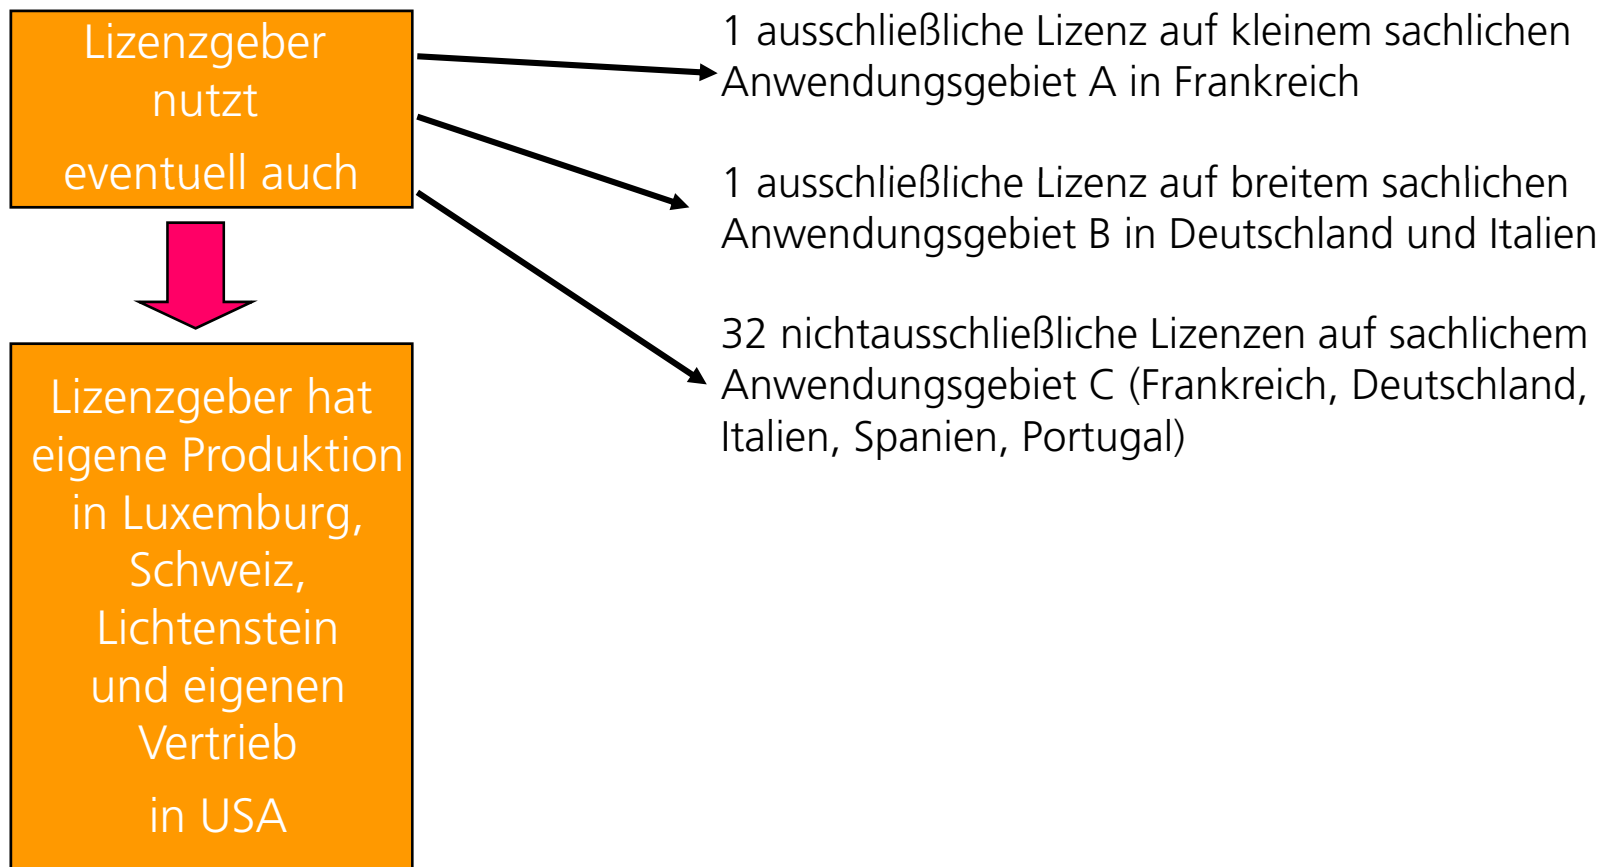 Lizenzgeber
nutzt
eventuell auch
1 ausschließliche Lizenz auf kleinem sachlichen
Anwendungsgebiet A in Frankreich
1 ausschließliche Lizenz auf breitem sachlichen
Anwendungsgebiet B in Deutschland und Italien
32 nichtausschließliche Lizenzen auf sachlichem
Anwendungsgebiet C (Frankreich, Deutschland,
Italien, Spanien, Portugal)
Lizenzgeber hat
eigene Produktion
in Luxemburg,
Schweiz,
Lichtenstein
und eigenen
Vertrieb
in USA